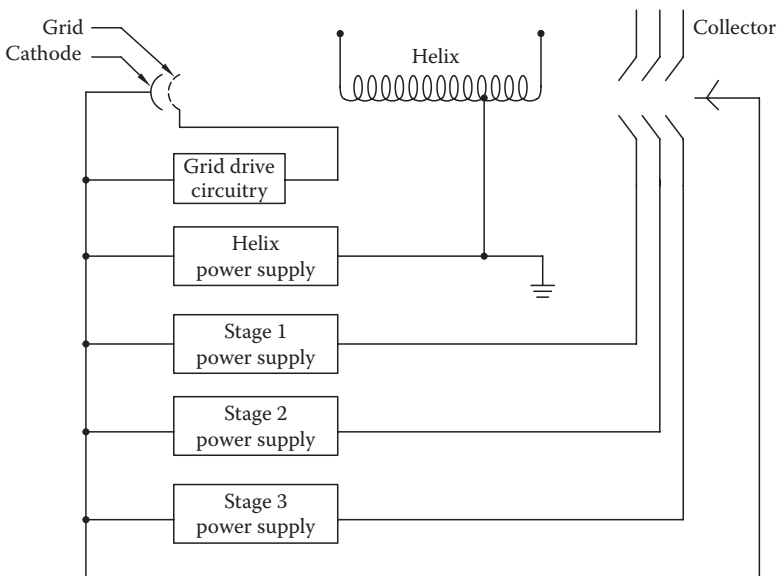 Grid
Cathode
Helix
Collector
Grid drive
circuitry
Helix
power supply
Stage 1
power supply
Stage 2
power supply
Stage 3
power supply